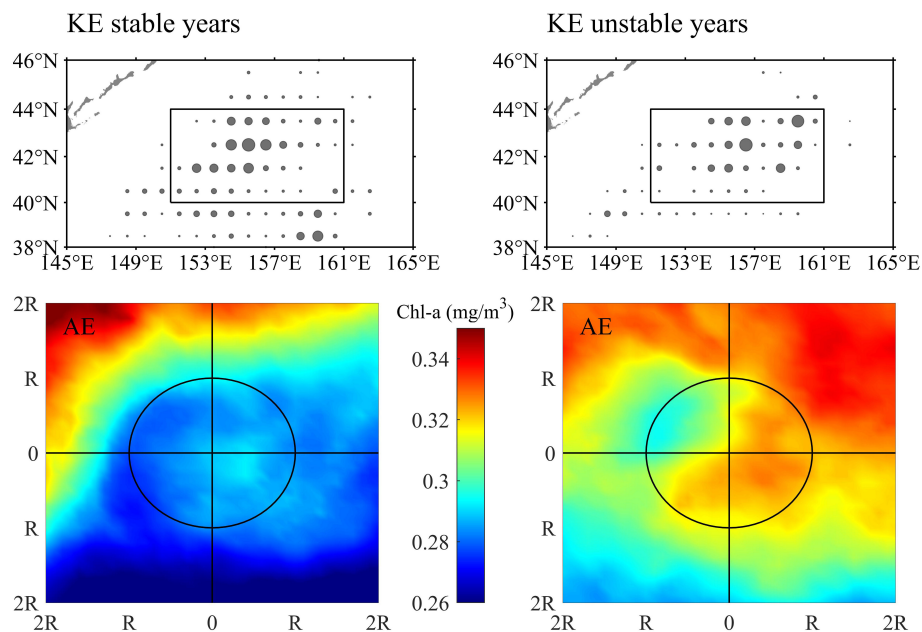 KE stable years
KE unstable years
46°N
44°N
42°N
40°N
38°N
145°E 149°E 153°E 157°E 161°E 165°E
46°N
44°N
42°N
40°N
38°N
145°E 149°E 153°E 157°E 161°E 165°E
2R
R
0
R
2R
AE
2R R 0 R 2R
Chl-a (mg/m³)
0.34
0.32
0.3
0.28
0.26
2R
R
0
R
2R
AE
2R R 0 R 2R